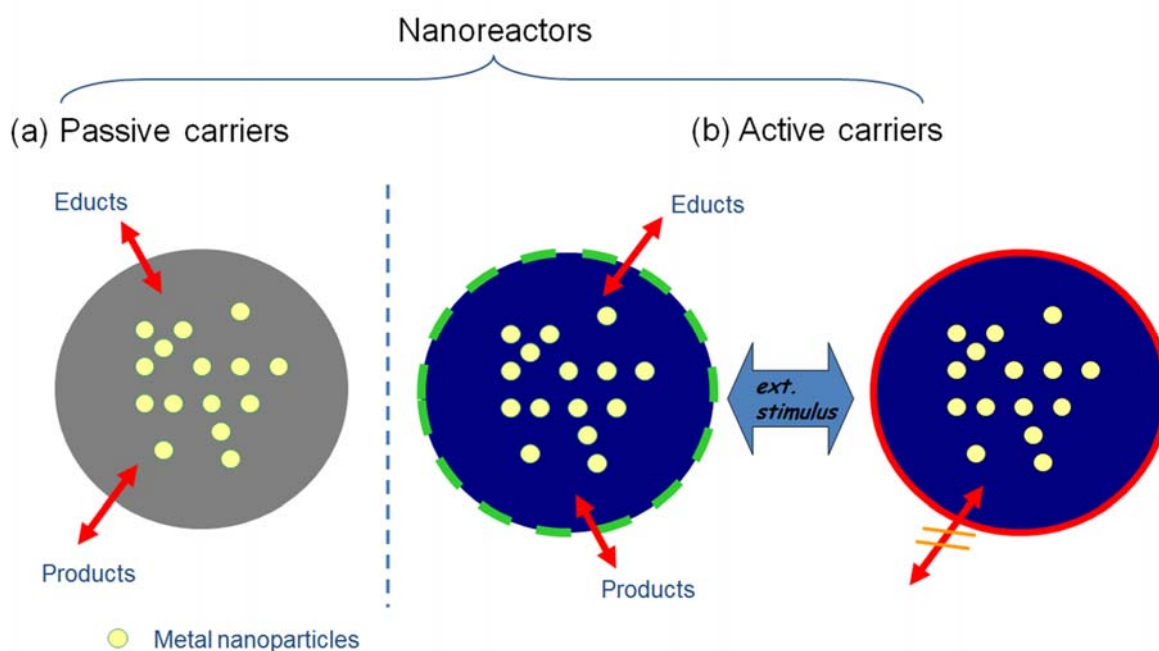 Nanoreactors
(a) Passive carriers
(b) Active carriers
Educts
Products
Educts
Products
ext.
stimulus
Metal nanoparticles